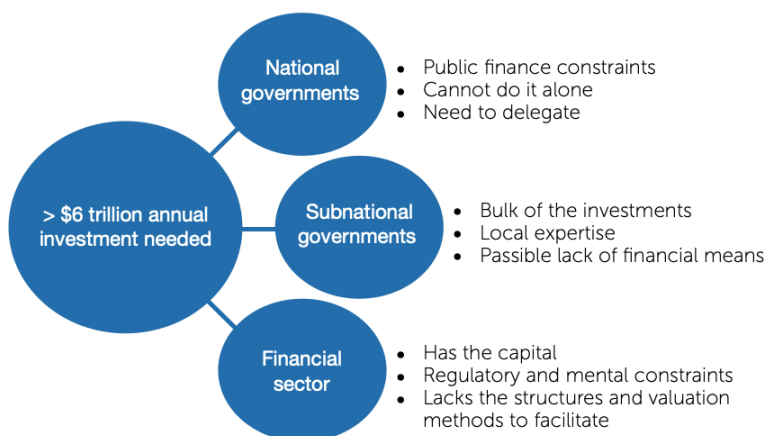 National
governments
• Public finance constraints
• Cannot do it alone
• Need to delegate
> $6 trillion annual
investment needed
Subnational
governments
• Bulk of the investments
• Local expertise
• Passible lack of financial means
Financial
sector
• Has the capital
• Regulatory and mental constraints
• Lacks the structures and valuation
methods to facilitate